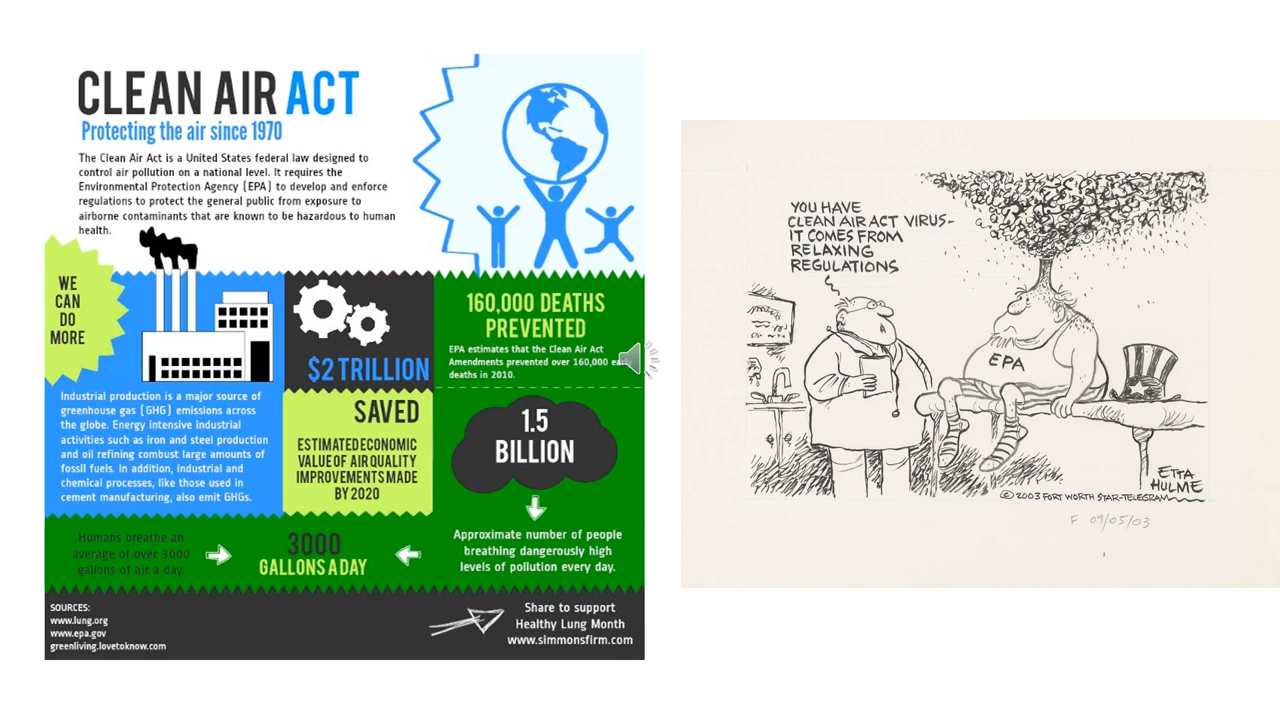 CLEAN AIR ACT
Protecting the air since 1970
The Clean Air Act is a United States federal law designed to
control air pollution on a national level. It requires the
Environmental Protection Agency (EPA) to develop and enforce
regulations to protect the general public from exposure to
airborne contaminants that are known to be hazardous to human
health.
WE
CAN
DO
MORE
Industrial production is a major source of
greenhouse gas (GHG) emissions across
the globe. Energy intensive industrial
activities such as iron and steel production
and oil refining combust large amounts of
fossil fuels. In addition, industrial and
chemical processes, like those used in
cement manufacturing, also emit GHGs.
$2 TRILLION
SAVED
ESTIMATED ECONOMIC
VALUE OF AIR QUALITY
IMPROVEMENTS MADE
BY 2020
160,000 DEATHS
PREVENTED
EPA estimates that the Clean Air Act
Amendments prevented over 160,000
deaths in 2010.
1.5
BILLION
Approximate number of people
breathing dangerously high
levels of pollution every day.
Humans breathe an
average of over 3000
gallons of air a day.
3000
GALLONS A DAY
SOURCES:
www.lung.org
www.epa.gov
greenliving.lovetoknow.com
Share to support
Healthy Lung Month
www.simmonsfirm.com
YOU HAVE
CLEAN AIR ACT VIRUS-
IT COMES FROM
RELAXING
REGULATIONS
EPA
ETTA
HULME
© 2003 FORT WORTH STAR-TELEGRAM
F 09/05/03